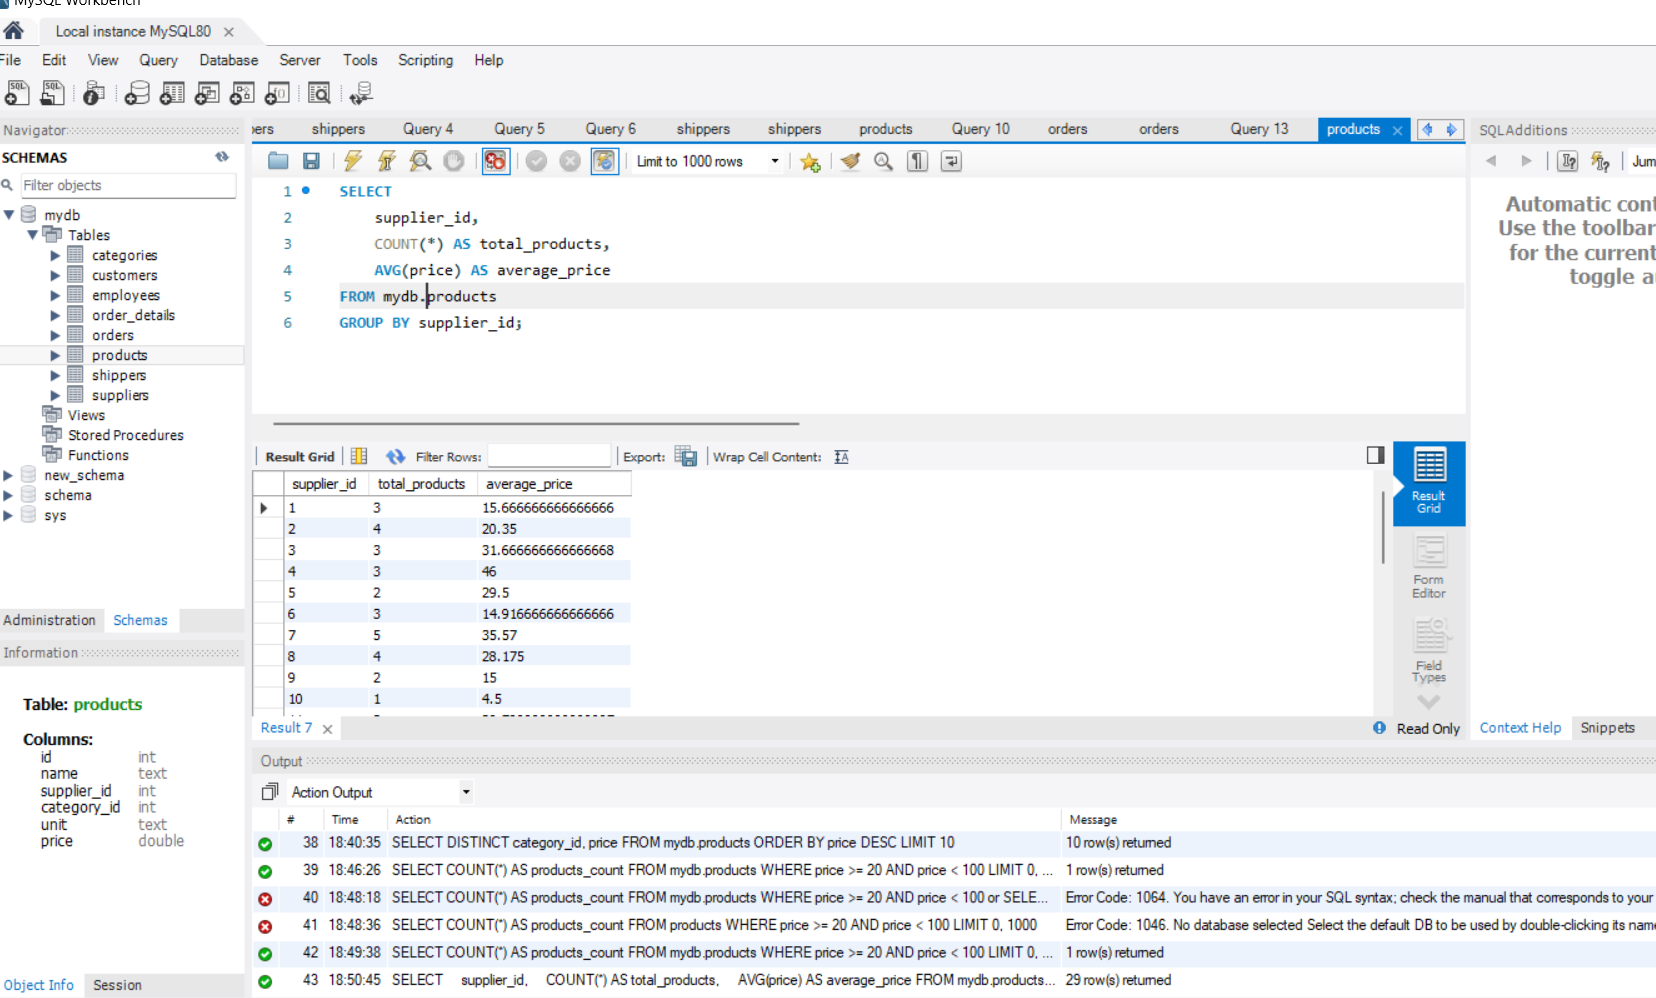 MySQL Workbench
Local instance MySQL80
File Edit View Query Database Server Tools Scripting Help
Navigator
SCHEMAS
Filter objects
mydb
Tables
categories
customers
employees
order_details
orders
products
shippers
suppliers
Views
Stored Procedures
Functions
new_schema
schema
sys
Administration Schemas
Information
Table: products
Columns:
id int
name text
supplier_id int
category_id int
unit text
price double
Object Info Session
pers shippers Query 4 Query 5 Query 6 shippers shippers products Query 10 orders orders Query 13 products
Limit to 1000 rows
1 SELECT
2 supplier_id,
3 COUNT(*) AS total_products,
4 AVG(price) AS average_price
5 FROM mydb.products
6 GROUP BY supplier_id;
Result Grid Filter Rows: Export: Wrap Cell Content:
supplier_id total_products average_price
1 3 15.666666666666666
2 4 20.35
3 3 31.666666666666668
4 3 46
5 2 29.5
6 3 14.916666666666666
7 5 35.57
8 4 28.175
9 2 15
10 1 4.5
Result Grid
Form Editor
Field Types
Result 7 Read Only
SQLAdditions
Jum
Automatic cont
Use the toolbar
for the current
toggle a
Context Help Snippets
Output
Action Output
# Time Action Message
38 18:40:35 SELECT DISTINCT category_id, price FROM mydb.products ORDER BY price DESC LIMIT 10 10 row(s) returned
39 18:46:26 SELECT COUNT(*) AS products_count FROM mydb.products WHERE price >= 20 AND price < 100 LIMIT 0, ... 1 row(s) returned
40 18:48:18 SELECT COUNT(*) AS products_count FROM mydb.products WHERE price >= 20 AND price < 100 or SELE... Error Code: 1064. You have an error in your SQL syntax; check the manual that corresponds to your
41 18:48:36 SELECT COUNT(*) AS products_count FROM products WHERE price >= 20 AND price < 100 LIMIT 0, 1000 Error Code: 1046. No database selected Select the default DB to be used by double-clicking its name
42 18:49:38 SELECT COUNT(*) AS products_count FROM mydb.products WHERE price >= 20 AND price < 100 LIMIT 0, ... 1 row(s) returned
43 18:50:45 SELECT supplier_id, COUNT(*) AS total_products, AVG(price) AS average_price FROM mydb.products... 29 row(s) returned